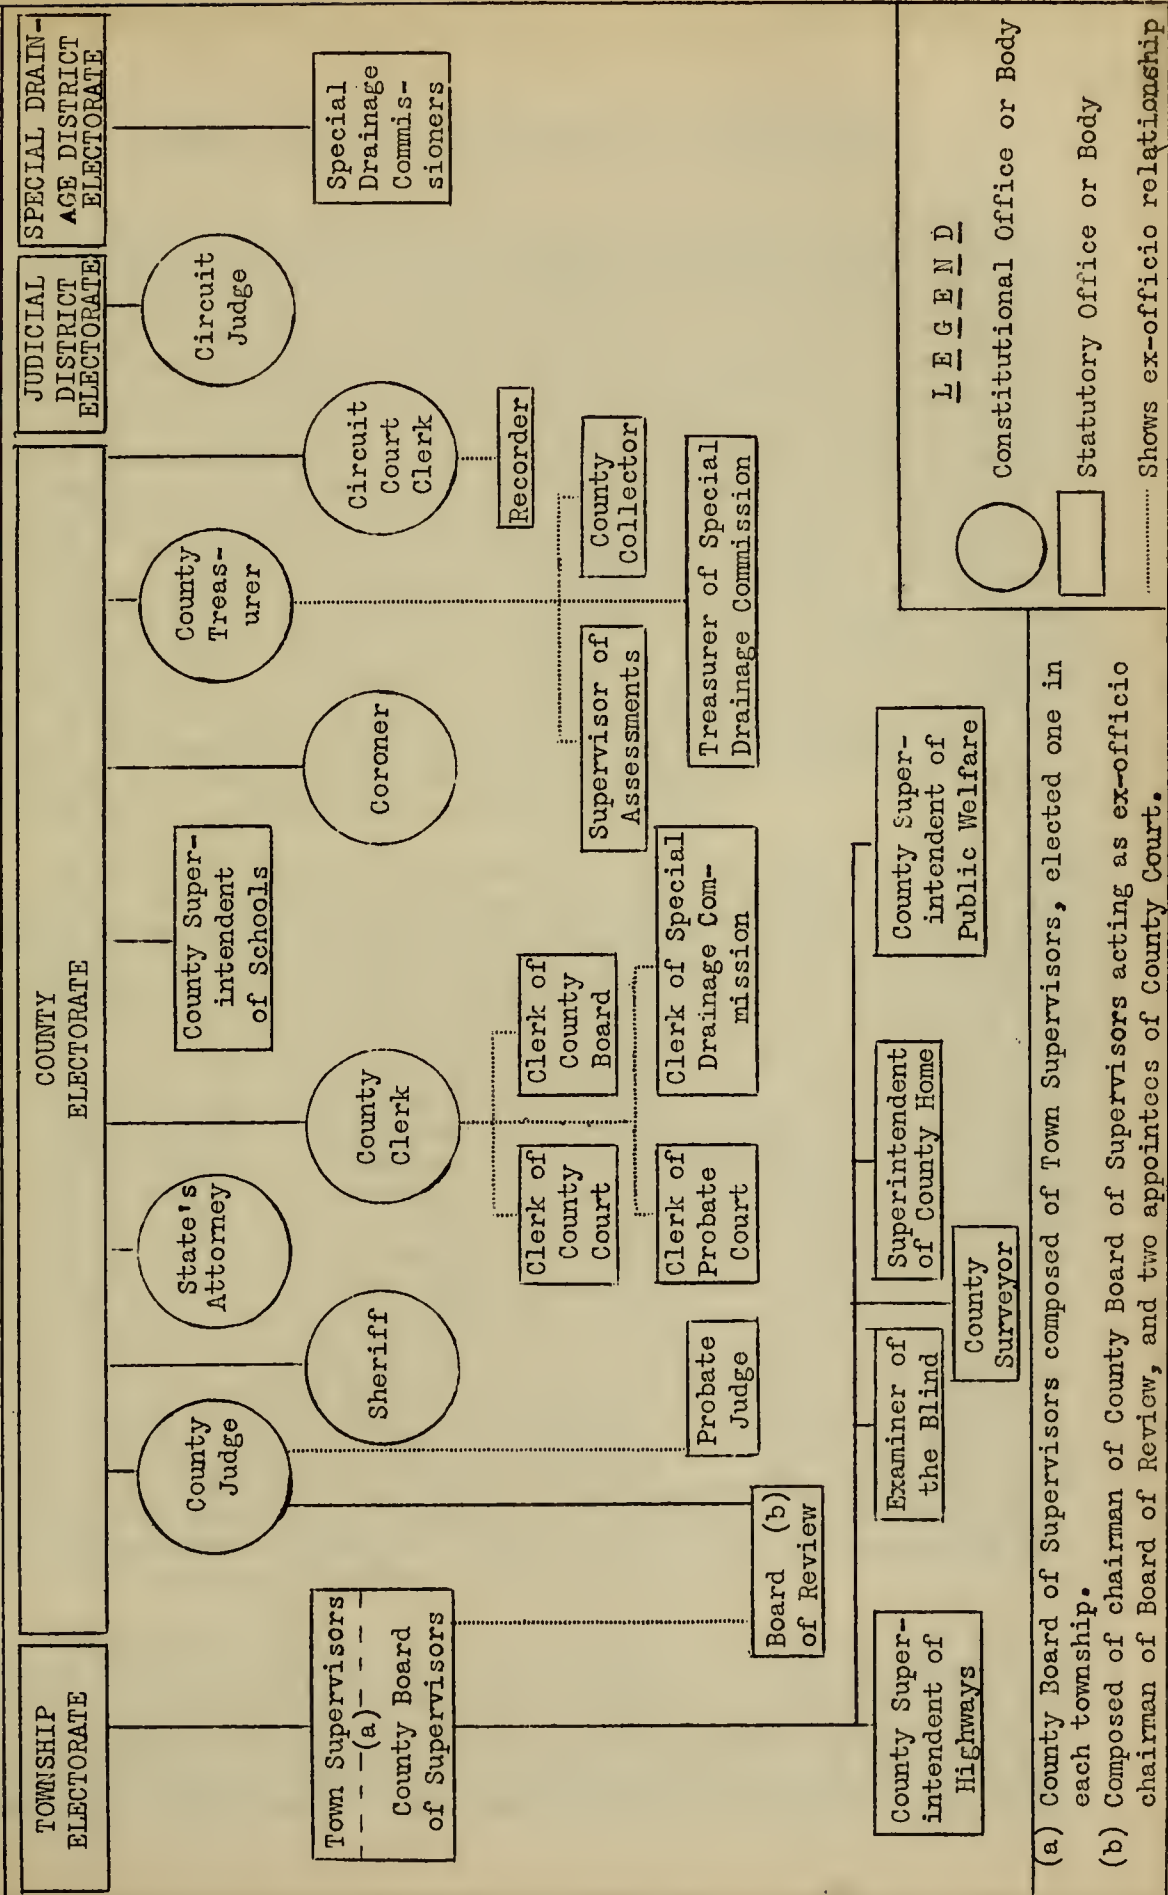 TOWNSHIP
ELECTORATE
COUNTY
ELECTORATE
JUDICIAL
DISTRICT
ELECTORATE
SPECIAL DRAIN-
AGE DISTRICT
ELECTORATE
County
Judge
Sheriff
State's
Attorney
County
Clerk
County Super-
intendent
of Schools
Coroner
County
Treas-
urer
Circuit
Court
Clerk
Circuit
Judge
Special
Drainage
Commis-
sioners
Town Supervisors
(a)
County Board
of Supervisors
Recorder
Clerk of
County
Court
Clerk of
County
Board
Supervisor of
Assessments
County
Collector
Probate
Judge
Clerk of
Probate
Court
Clerk of Special
Drainage Com-
mission
Treasurer of Special
Drainage Commission
Board (b)
of Review
County Super-
intendent of
Highways
Examiner of
the Blind
County
Surveyor
Superintendent
of County Home
County Super-
intendent of
Public Welfare
LEGEND
Constitutional Office or Body
Statutory Office or Body
Shows ex-officio relationship
(a) County Board of Supervisors composed of Town Supervisors, elected one in
each township.
(b) Composed of chairman of County Board of Supervisors acting as ex-officio
chairman of Board of Review, and two appointees of County Court.